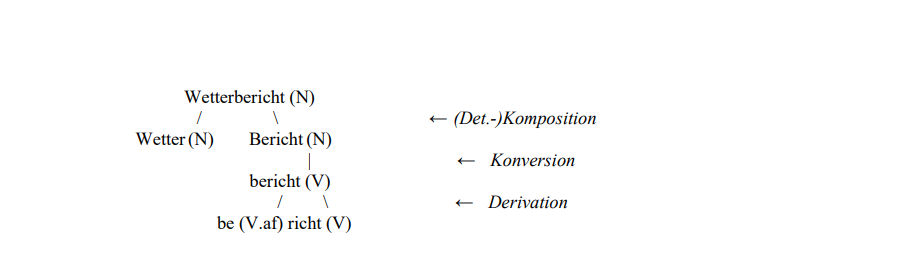 Wetterbericht (N)
/ \ ← (Det.-)Komposition
Wetter (N) Bericht (N)
| ← Konversion
bericht (V)
/ \ ← Derivation
be (V.af) richt (V)